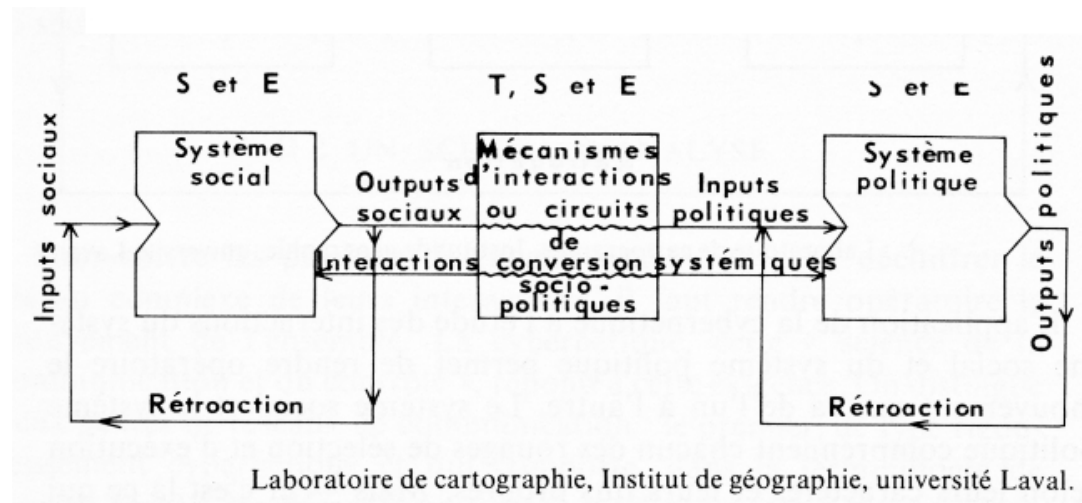 S et E
T, S et E
S et E
Inputs sociaux
Système
social
Outputs
sociaux
Mécanismes
d'interactions
ou circuits
de
conversion
socio-
politiques
Inputs
politiques
Système
politique
Outputs politiques
Interactions
systémiques
Rétroaction
Rétroaction
Laboratoire de cartographie, Institut de géographie, université Laval.